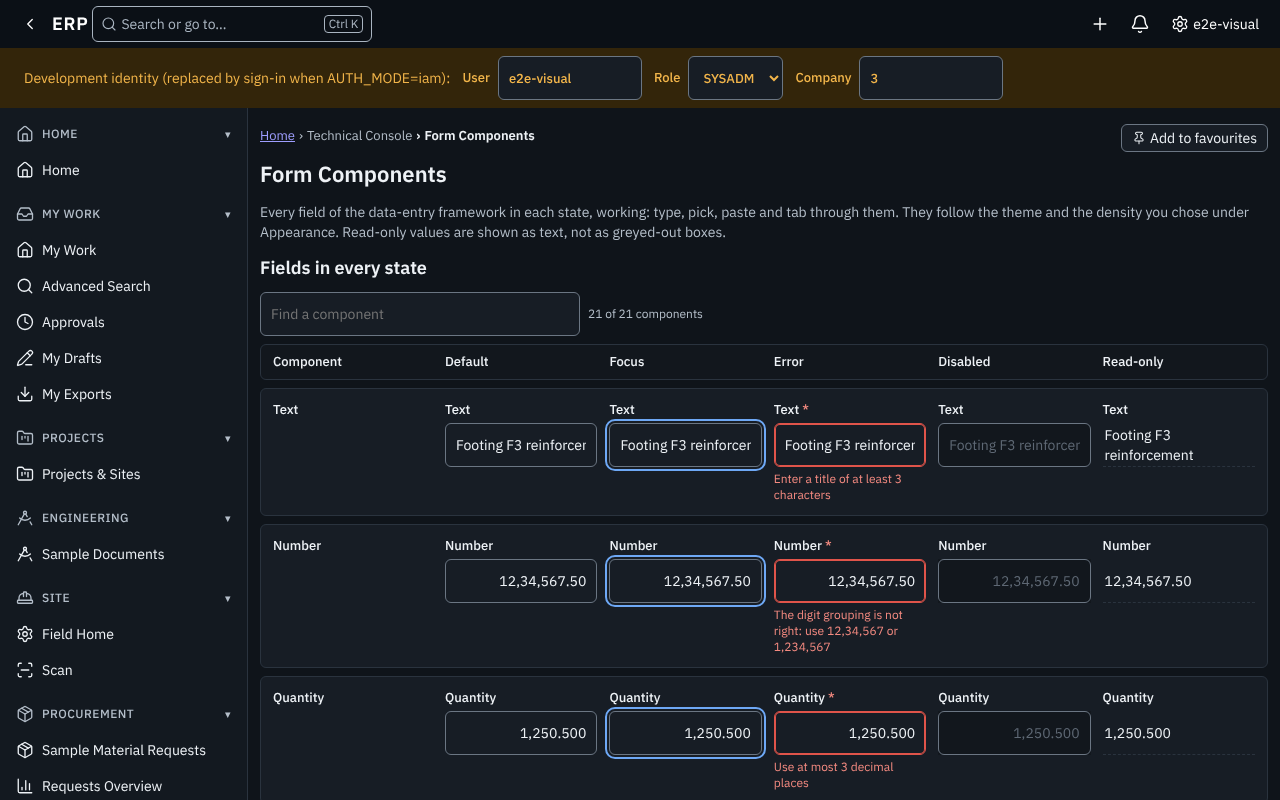 ERP
Search or go to...
Ctrl K
e2e-visual
Development identity (replaced by sign-in when AUTH_MODE=iam):
User
e2e-visual
Role
SYSADM
Company
3
HOME
Home
MY WORK
My Work
Advanced Search
Approvals
My Drafts
My Exports
PROJECTS
Projects & Sites
ENGINEERING
Sample Documents
SITE
Field Home
Scan
PROCUREMENT
Sample Material Requests
Requests Overview
Home › Technical Console › Form Components
Add to favourites
Form Components
Every field of the data-entry framework in each state, working: type, pick, paste and tab through them. They follow the theme and the density you chose under
Appearance. Read-only values are shown as text, not as greyed-out boxes.
Fields in every state
Find a component
21 of 21 components
Component Default Focus Error Disabled Read-only
Text
Text
Footing F3 reinforcer
Text
Footing F3 reinforcer
Text *
Footing F3 reinforcer
Enter a title of at least 3
characters
Text
Footing F3 reinforcer
Text
Footing F3
reinforcement
Number
Number
12,34,567.50
Number
12,34,567.50
Number *
12,34,567.50
The digit grouping is not
right: use 12,34,567 or
1,234,567
Number
12,34,567.50
Number
12,34,567.50
Quantity
Quantity
1,250.500
Quantity
1,250.500
Quantity *
1,250.500
Use at most 3 decimal
places
Quantity
1,250.500
Quantity
1,250.500